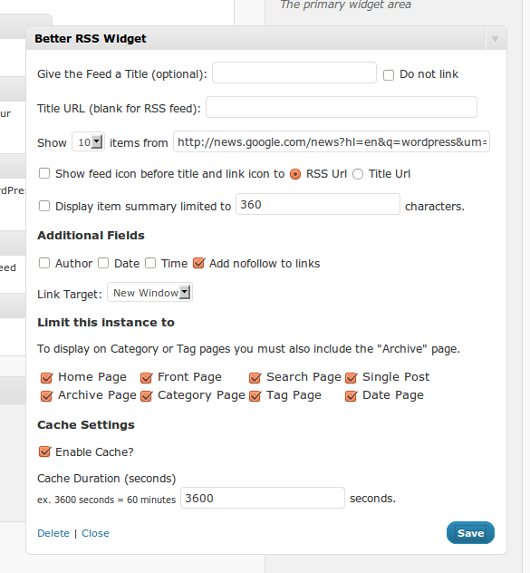 The primary widget area
Better RSS Widget
Give the Feed a Title (optional): Do not link
Title URL (blank for RSS feed):
Show 10 items from http://news.google.com/news?hl=en&q=wordpress&um=
ur
Show feed icon before title and link icon to RSS Url Title Url
Display item summary limited to 360 characters.
Additional Fields
Author Date Time Add nofollow to links
eed
Link Target: New Window
Limit this instance to
To display on Category or Tag pages you must also include the "Archive" page.
Home Page Front Page Search Page Single Post
Archive Page Category Page Tag Page Date Page
Cache Settings
Enable Cache?
Cache Duration (seconds)
ex. 3600 seconds = 60 minutes 3600 seconds.
Delete | Close Save